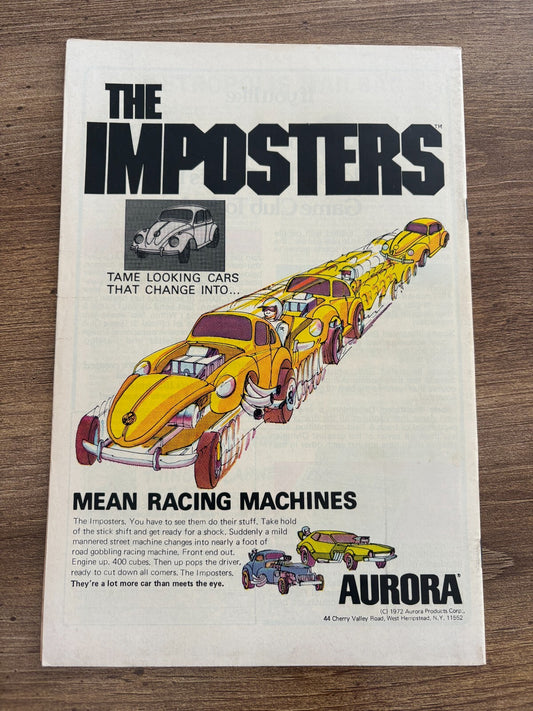 THE
IMPOSTERS™
TAME LOOKING CARS
THAT CHANGE INTO...
MEAN RACING MACHINES
The Imposters. You have to see them do their stuff. Take hold
of the stick shift and get ready for a shock. Suddenly a mild
mannered street machine changes into nearly a foot of
road gobbling racing machine. Front end out.
Engine up. 400 cubes. Then up pops the driver,
ready to cut down all corners. The Imposters.
They're a lot more car than meets the eye.
AURORA®
(C) 1972 Aurora Products Corp.,
44 Cherry Valley Road, West Hempstead, N.Y. 11552